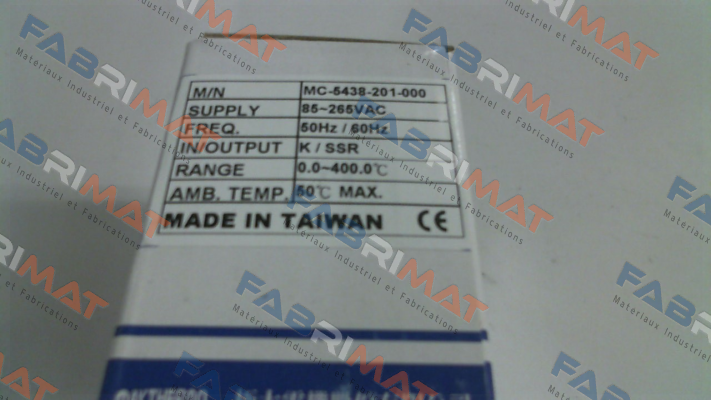 M/N MC-5438-201-000
SUPPLY 85~265VAC
FREQ. 50Hz / 60Hz
IN/OUTPUT K / SSR
RANGE 0.0~400.0℃
AMB. TEMP. 50℃ MAX.
MADE IN TAIWAN CE
FABRIMAT
Matériaux Industriel et Fabrications